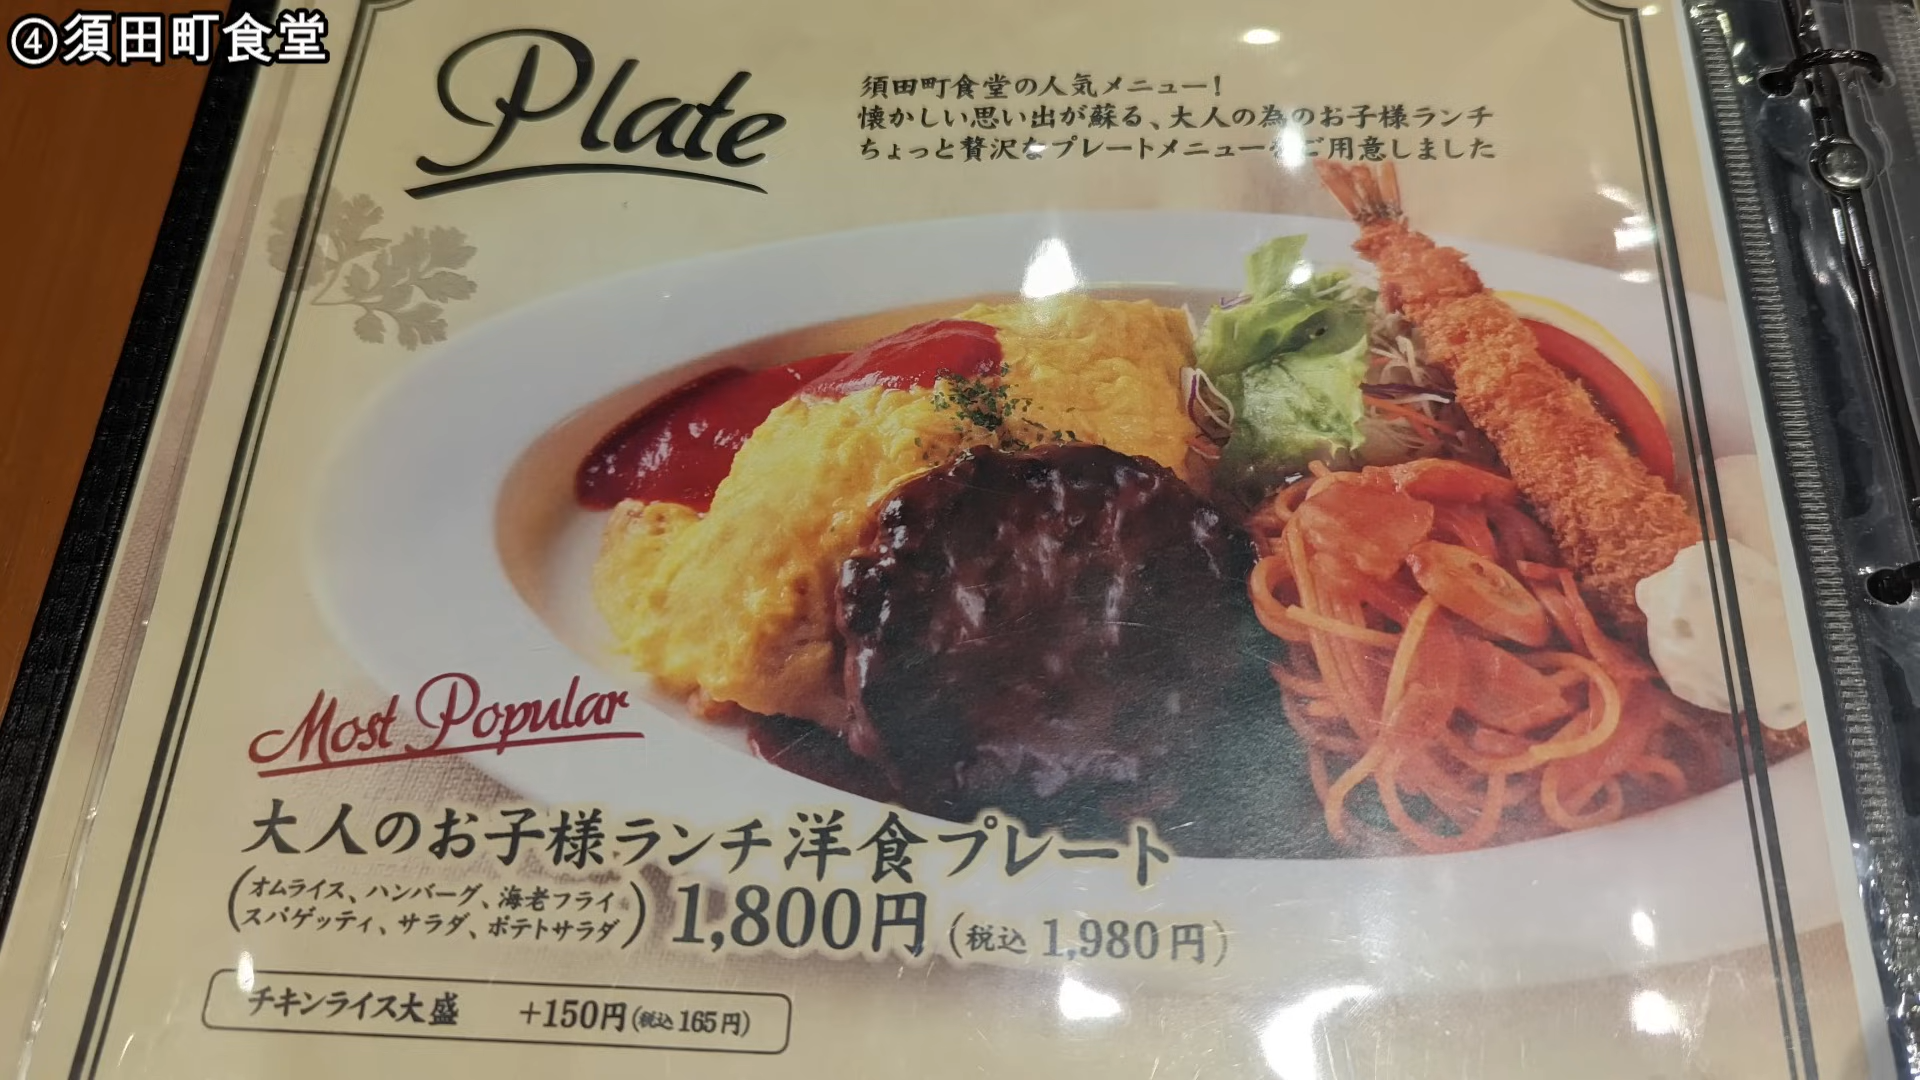 ④須田町食堂
Plate
須田町食堂の人気メニュー!
懐かしい思い出が蘇る、大人の為のお子様ランチ
ちょっと贅沢なプレートメニューをご用意しました
Most Popular
大人のお子様ランチ洋食プレート
(オムライス、ハンバーグ、海老フライ
スパゲッティ、サラダ、ポテトサラダ)
1,800円(税込 1,980円)
チキンライス大盛 +150円(税込165円)